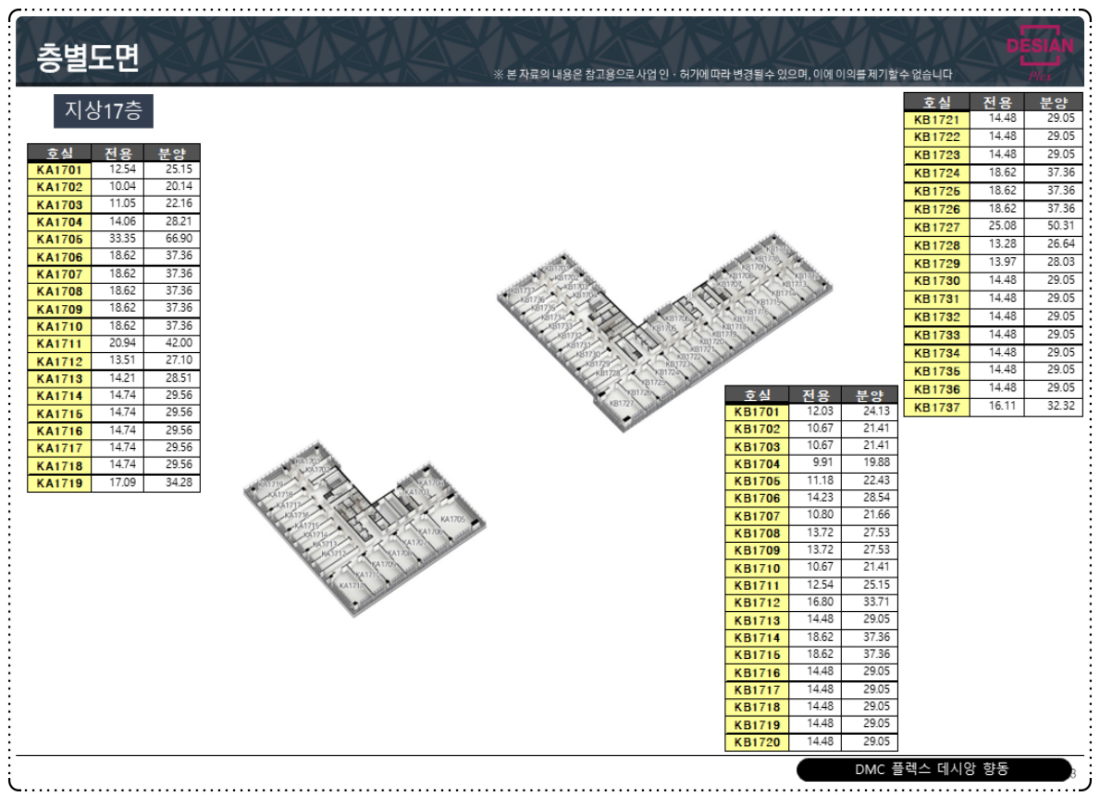 층별도면
※ 본 자료의 내용은 참고용으로 사업 인ㆍ허가에 따라 변경될 수 있으며, 이에 이의를 제기할 수 없습니다
DESIAN
Plex
지상17층
호실 전용 분양
KA1701 12.54 25.15
KA1702 10.04 20.14
KA1703 11.05 22.16
KA1704 14.06 28.21
KA1705 33.35 66.90
KA1706 18.62 37.36
KA1707 18.62 37.36
KA1708 18.62 37.36
KA1709 18.62 37.36
KA1710 18.62 37.36
KA1711 20.94 42.00
KA1712 13.51 27.10
KA1713 14.21 28.51
KA1714 14.74 29.56
KA1715 14.74 29.56
KA1716 14.74 29.56
KA1717 14.74 29.56
KA1718 14.74 29.56
KA1719 17.09 34.28
호실 전용 분양
KB1701 12.03 24.13
KB1702 10.67 21.41
KB1703 10.67 21.41
KB1704 9.91 19.88
KB1705 11.18 22.43
KB1706 14.23 28.54
KB1707 10.80 21.66
KB1708 13.72 27.53
KB1709 13.72 27.53
KB1710 10.67 21.41
KB1711 12.54 25.15
KB1712 16.80 33.71
KB1713 14.48 29.05
KB1714 18.62 37.36
KB1715 18.62 37.36
KB1716 14.48 29.05
KB1717 14.48 29.05
KB1718 14.48 29.05
KB1719 14.48 29.05
KB1720 14.48 29.05
호실 전용 분양
KB1721 14.48 29.05
KB1722 14.48 29.05
KB1723 14.48 29.05
KB1724 18.62 37.36
KB1725 18.62 37.36
KB1726 18.62 37.36
KB1727 25.08 50.31
KB1728 13.28 26.64
KB1729 13.97 28.03
KB1730 14.48 29.05
KB1731 14.48 29.05
KB1732 14.48 29.05
KB1733 14.48 29.05
KB1734 14.48 29.05
KB1735 14.48 29.05
KB1736 14.48 29.05
KB1737 16.11 32.32
KA1705
KB1727
DMC 플렉스 데시앙 향동